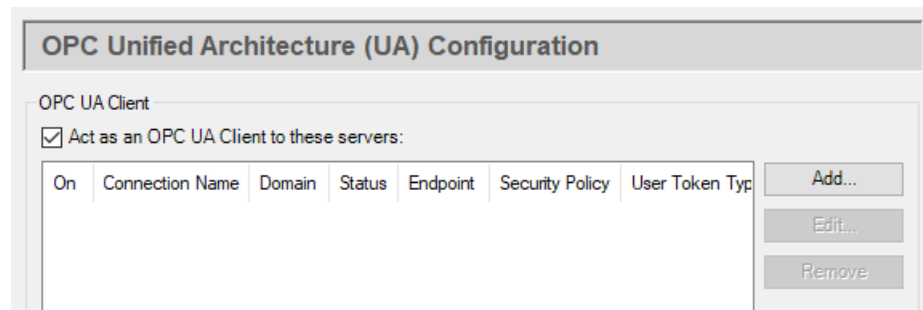 OPC Unified Architecture (UA) Configuration
OPC UA Client
Act as an OPC UA Client to these servers:
On Connection Name Domain Status Endpoint Security Policy User Token Typ
Add...
Edit...
Remove